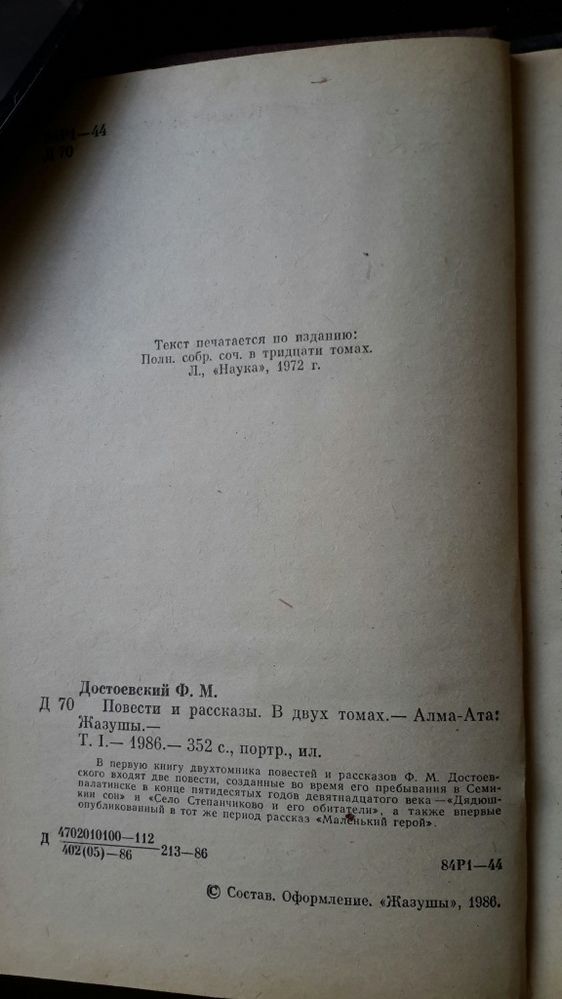 84Р1—44
Д 70
Текст печатается по изданию:
Полн. собр. соч. в тридцати томах.
Л., «Наука», 1972 г.
Достоевский Ф. М.
Д 70 Повести и рассказы. В двух томах.— Алма-Ата:
Жазушы.—
Т. I.— 1986.— 352 с., портр., ил.
В первую книгу двухтомника повестей и рассказов Ф. М. Достоев-
ского входят две повести, созданные во время его пребывания в Семи-
палатинске в конце пятидесятых годов девятнадцатого века —«Дядюш-
кин сон» и «Село Степанчиково и его обитатели», а также впервые
опубликованный в тот же период рассказ «Маленький герой».
Д 4702010100—112
402(05)—86 213—86
84Р1—44
© Состав. Оформление. «Жазушы», 1986.